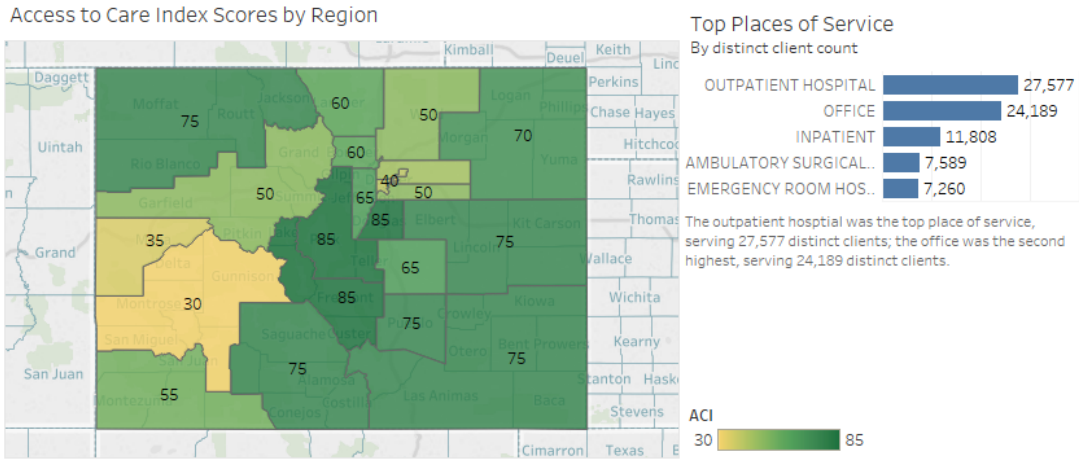 Access to Care Index Scores by Region
Kimball
Deuel
Keith
Daggett
Perkins
Chase Hayes
Uintah
Rawlins
Grand
Wallace
Wichita
Kearny
San Juan
Stanton
Stevens
Cimarron
Texas
Moffat
Routt
Jackson
Logan
Phillips
Morgan
Yuma
Rio Blanco
Grand
Garfield
Summit
Pitkin
Elbert
Kit Carson
Lincoln
Delta
Gunnison
Teller
Fremont
Kiowa
Crowley
Montrose
Pueblo
San Miguel
Saguache
Custer
Otero
Bent
Prowers
San Juan
Montezuma
Alamosa
Conejos
Costilla
Las Animas
Baca
75
60
50
70
60
40
50
50
65
85
35
85
75
65
30
85
75
75
75
55
Top Places of Service
By distinct client count
OUTPATIENT HOSPITAL 27,577
OFFICE 24,189
INPATIENT 11,808
AMBULATORY SURGICAL.. 7,589
EMERGENCY ROOM HOS.. 7,260
The outpatient hosptial was the top place of service,
serving 27,577 distinct clients; the office was the second
highest, serving 24,189 distinct clients.
ACI
30 85